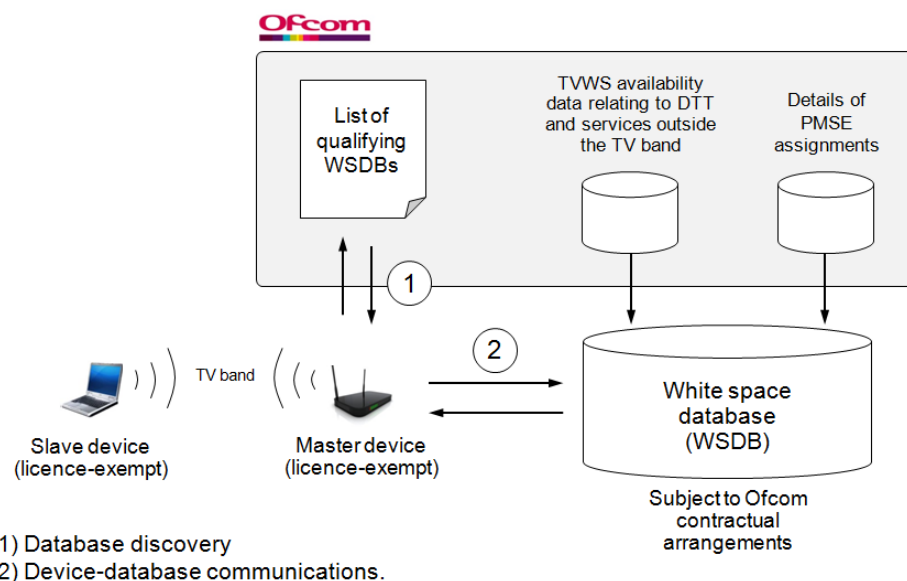 Ofcom
List of
qualifying
WSDBs
TVWS availability
data relating to DTT
and services outside
the TV band
Details of
PMSE
assignments
1
2
TV band
White space
database
(WSDB)
Slave device
(licence-exempt)
Master device
(licence-exempt)
Subject to Ofcom
contractual
arrangements
1) Database discovery
2) Device-database communications.